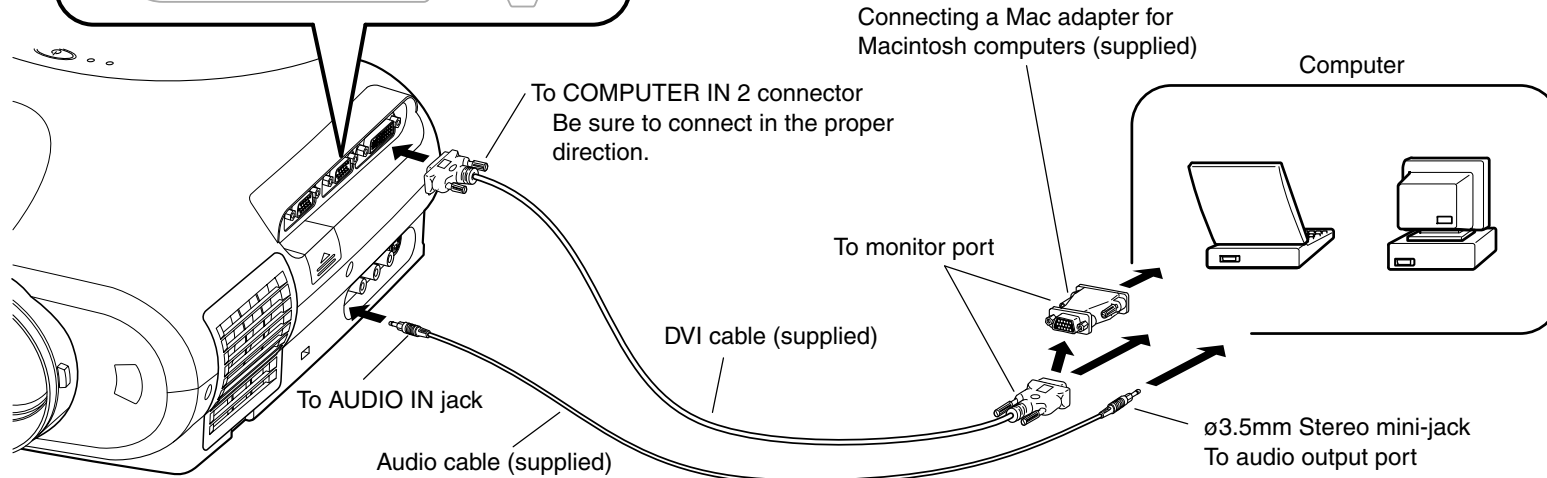 Connecting a Mac adapter for
Macintosh computers (supplied)
Computer
To COMPUTER IN 2 connector
Be sure to connect in the proper
direction.
To monitor port
DVI cable (supplied)
To AUDIO IN jack
Audio cable (supplied)
ø3.5mm Stereo mini-jack
To audio output port